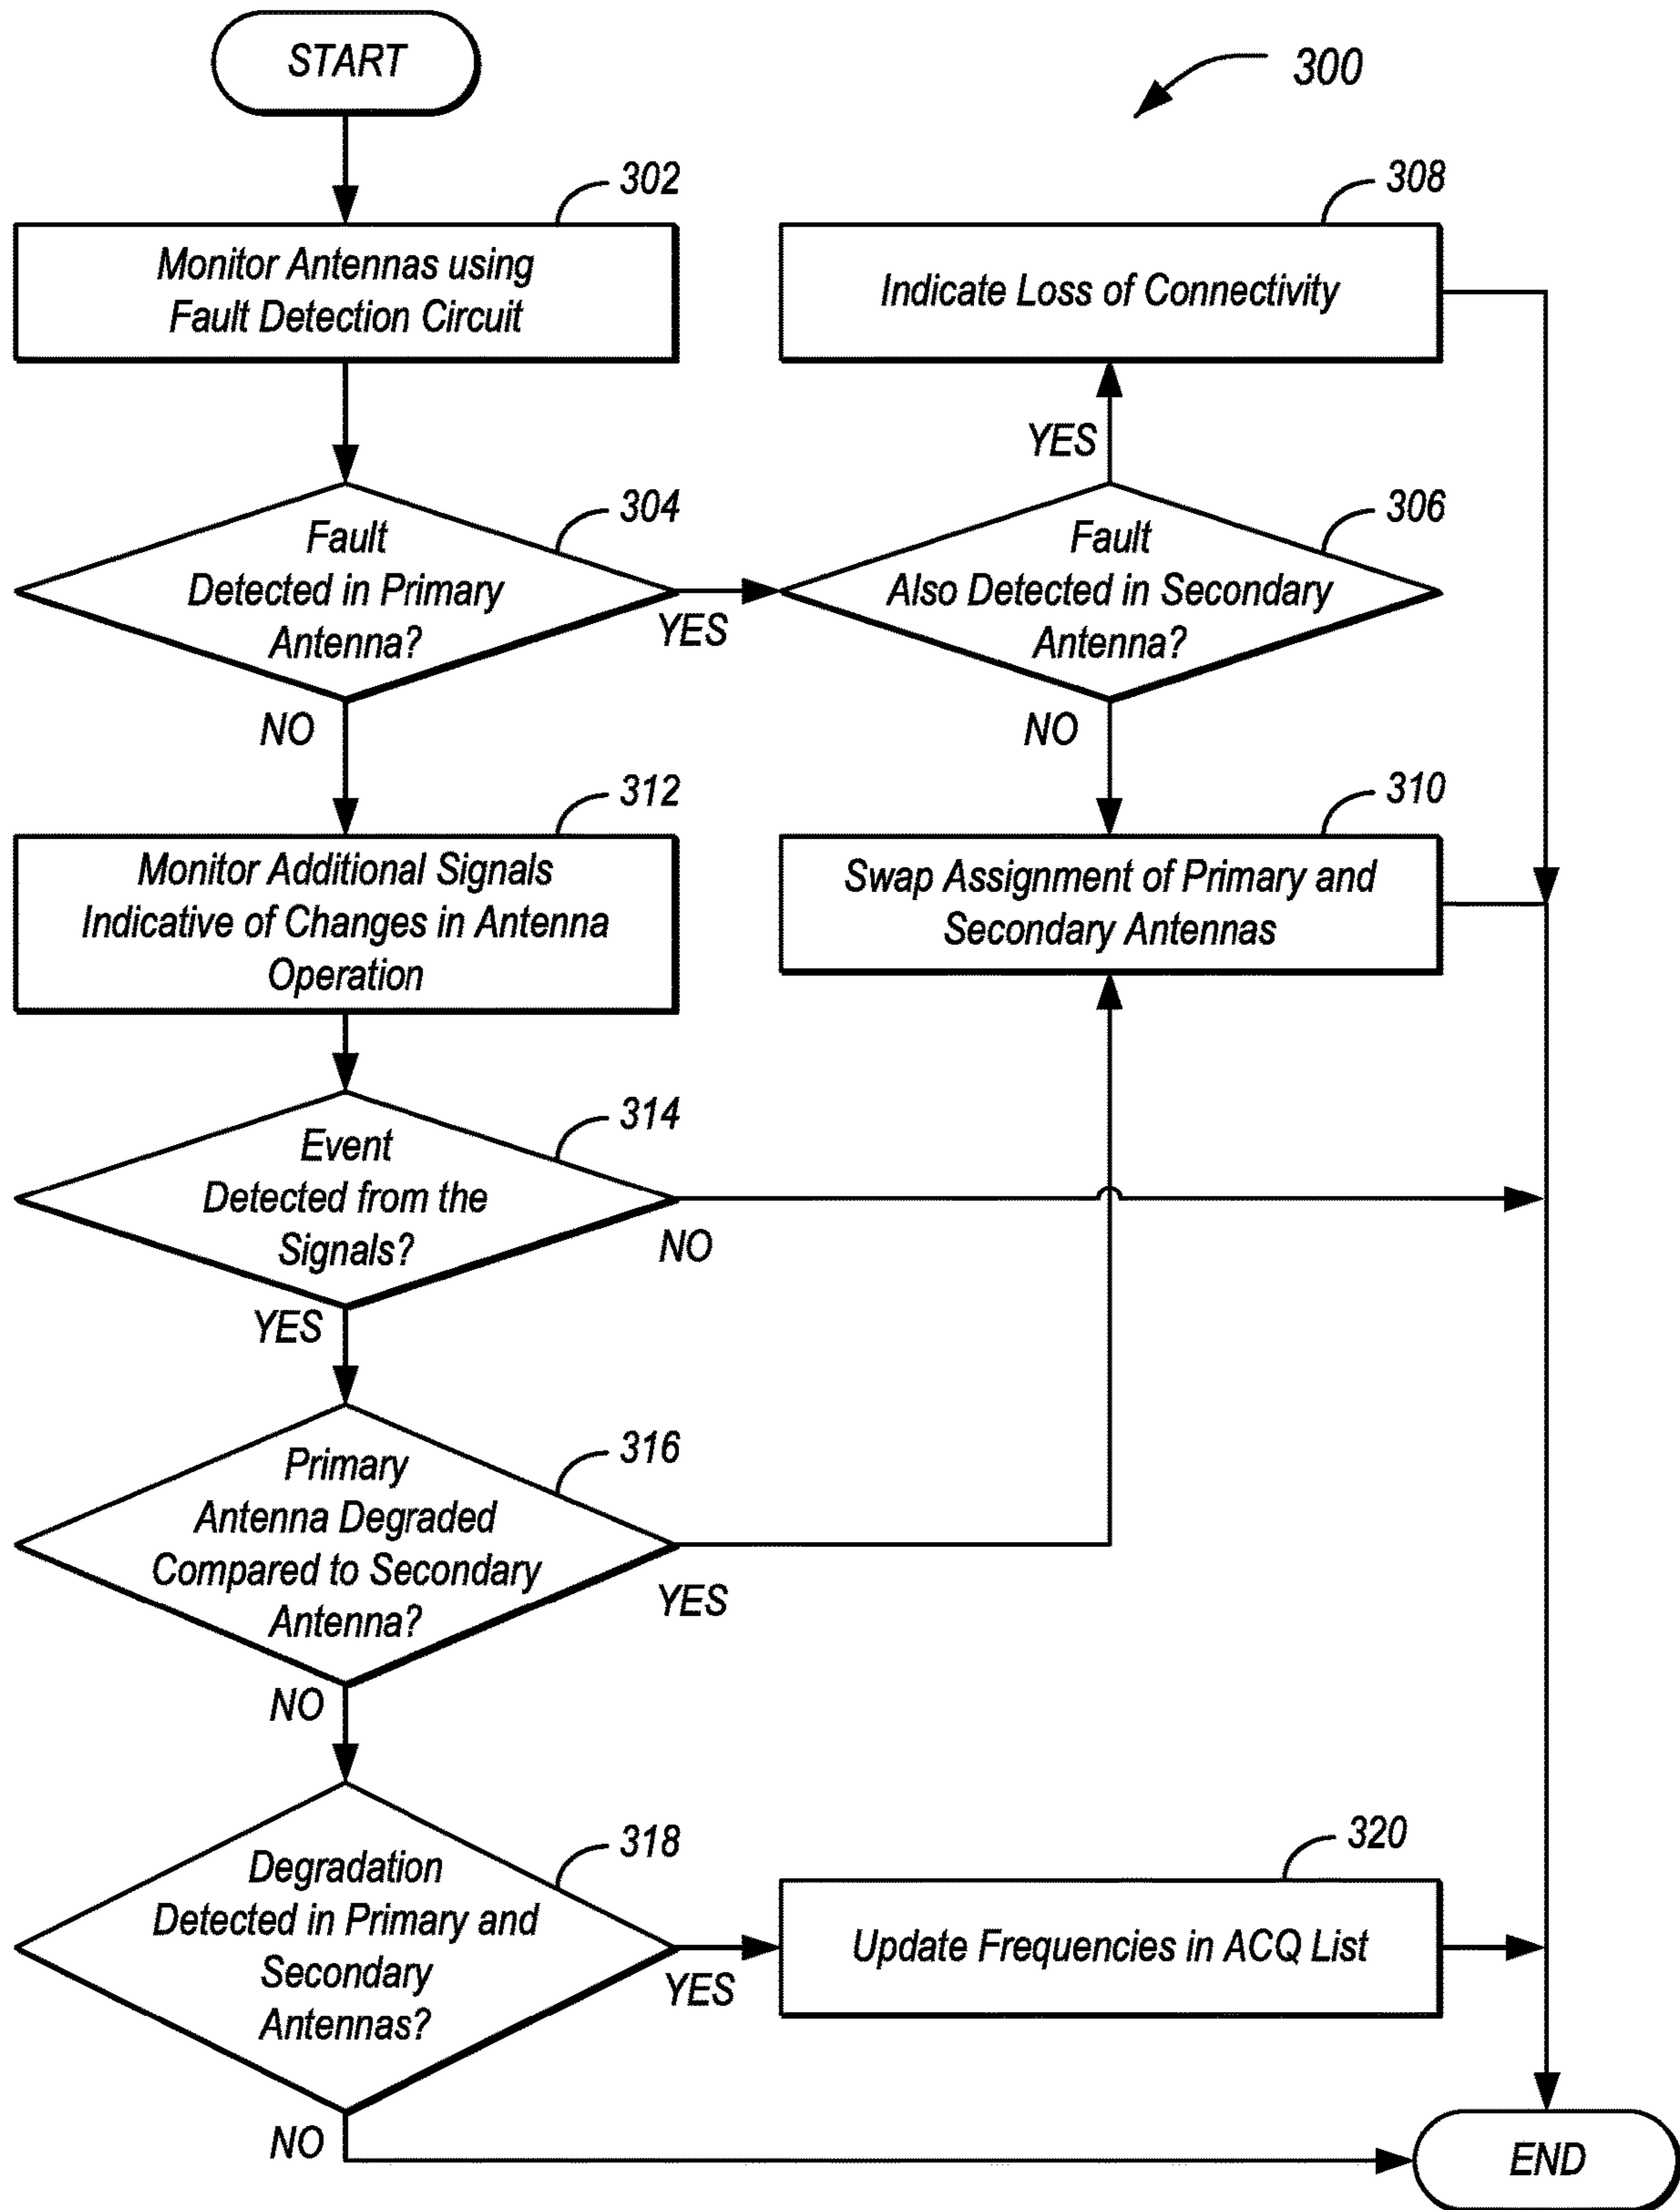 START
300
302
Monitor Antennas using
Fault Detection Circuit
308
Indicate Loss of Connectivity
304
Fault
Detected in Primary
Antenna?
YES
306
Fault
Also Detected in Secondary
Antenna?
YES
NO
NO
312
Monitor Additional Signals
Indicative of Changes in Antenna
Operation
310
Swap Assignment of Primary and
Secondary Antennas
314
Event
Detected from the
Signals?
NO
YES
316
Primary
Antenna Degraded
Compared to Secondary
Antenna?
YES
NO
318
Degradation
Detected in Primary and
Secondary
Antennas?
YES
320
Update Frequencies in ACQ List
NO
END